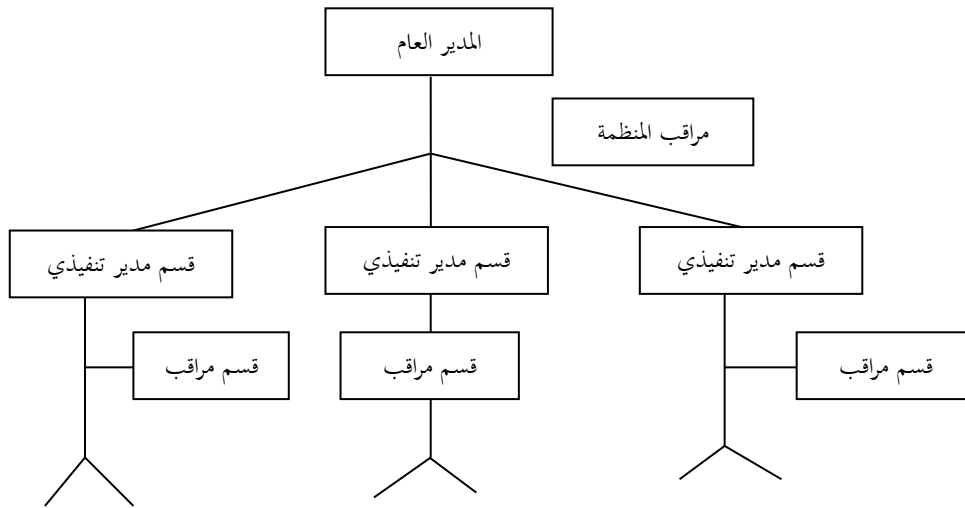 المدير العام
مراقب المنظمة
قسم مدير تنفيذي
قسم مدير تنفيذي
قسم مدير تنفيذي
قسم مراقب
قسم مراقب
قسم مراقب